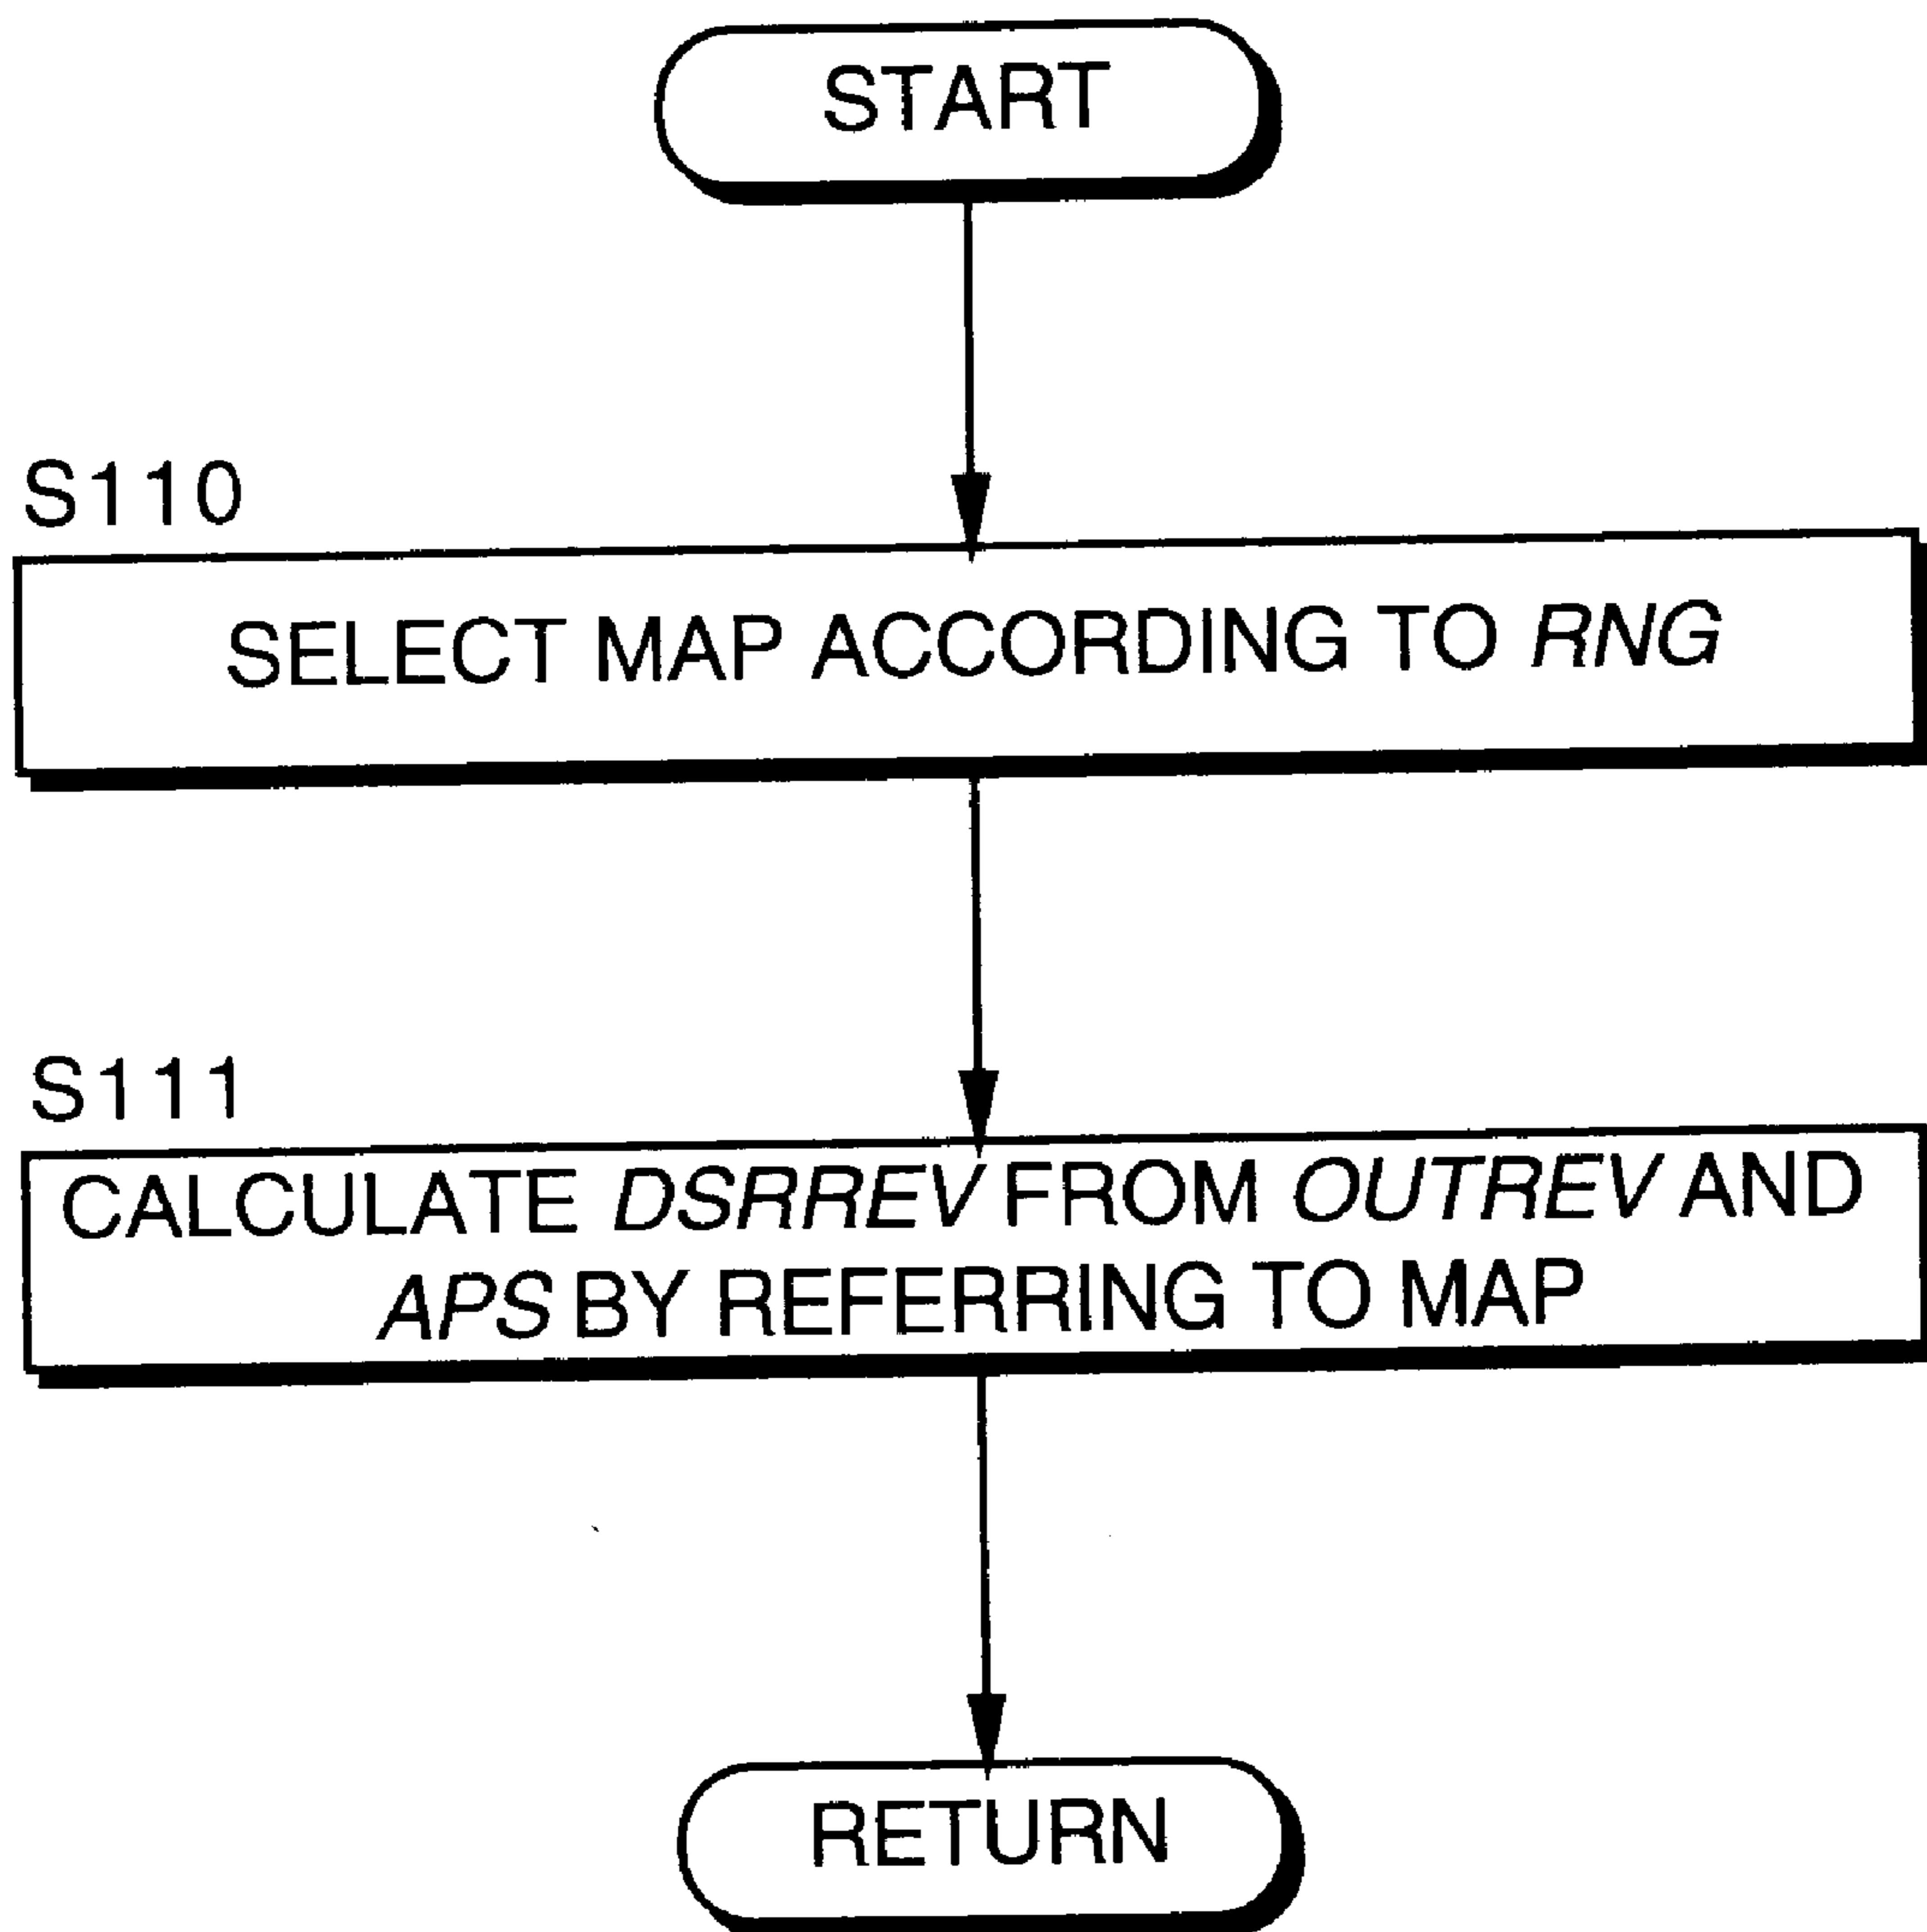 START
S110
SELECT MAP ACCORDING TO RNG
S111
CALCULATE DSRREV FROM OUTREV AND
APS BY REFERRING TO MAP
RETURN